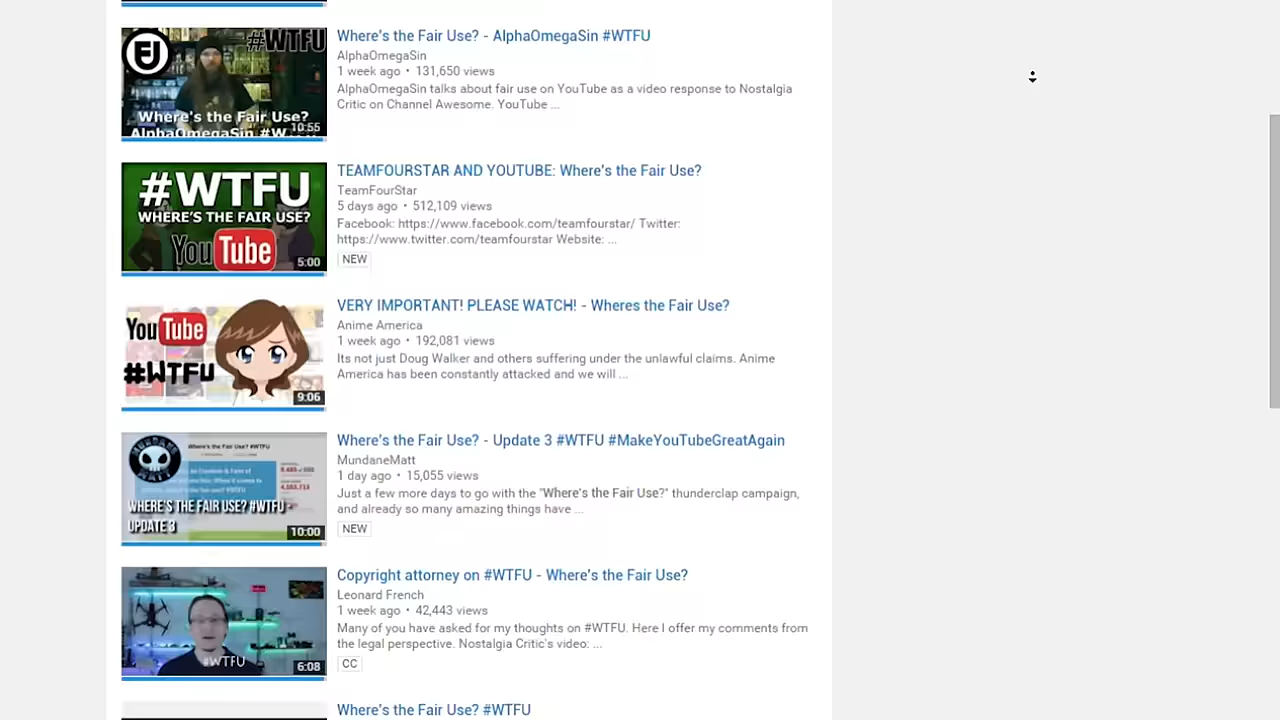 Where's the Fair Use? - AlphaOmegaSin #WTFU
AlphaOmegaSin
1 week ago • 131,650 views
AlphaOmegaSin talks about fair use on YouTube as a video response to Nostalgia
Critic on Channel Awesome. YouTube ...
#WTFU
Where's the Fair Use?
AlphaOmegaSin #W
10:55
TEAMFOURSTAR AND YOUTUBE: Where's the Fair Use?
TeamFourStar
5 days ago • 512,109 views
Facebook: https://www.facebook.com/teamfourstar/ Twitter:
https://www.twitter.com/teamfourstar Website: ...
NEW
#WTFU
WHERE'S THE FAIR USE?
YouTube
5:00
VERY IMPORTANT! PLEASE WATCH! - Wheres the Fair Use?
Anime America
1 week ago • 192,081 views
Its not just Doug Walker and others suffering under the unlawful claims. Anime
America has been constantly attacked and we will ...
YouTube
#WTFU
9:06
Where's the Fair Use? - Update 3 #WTFU #MakeYouTubeGreatAgain
MundaneMatt
1 day ago • 15,055 views
Just a few more days to go with the "Where's the Fair Use?" thunderclap campaign,
and already so many amazing things have ...
NEW
MUNDANE
MATT
Where's the Fair Use? #WTFU
WHERE'S THE FAIR USE? #WTFU
UPDATE 3
10:00
Copyright attorney on #WTFU - Where's the Fair Use?
Leonard French
1 week ago • 42,443 views
Many of you have asked for my thoughts on #WTFU. Here I offer my comments from
the legal perspective. Nostalgia Critic's video: ...
CC
#WTFU
6:08
Where's the Fair Use? #WTFU